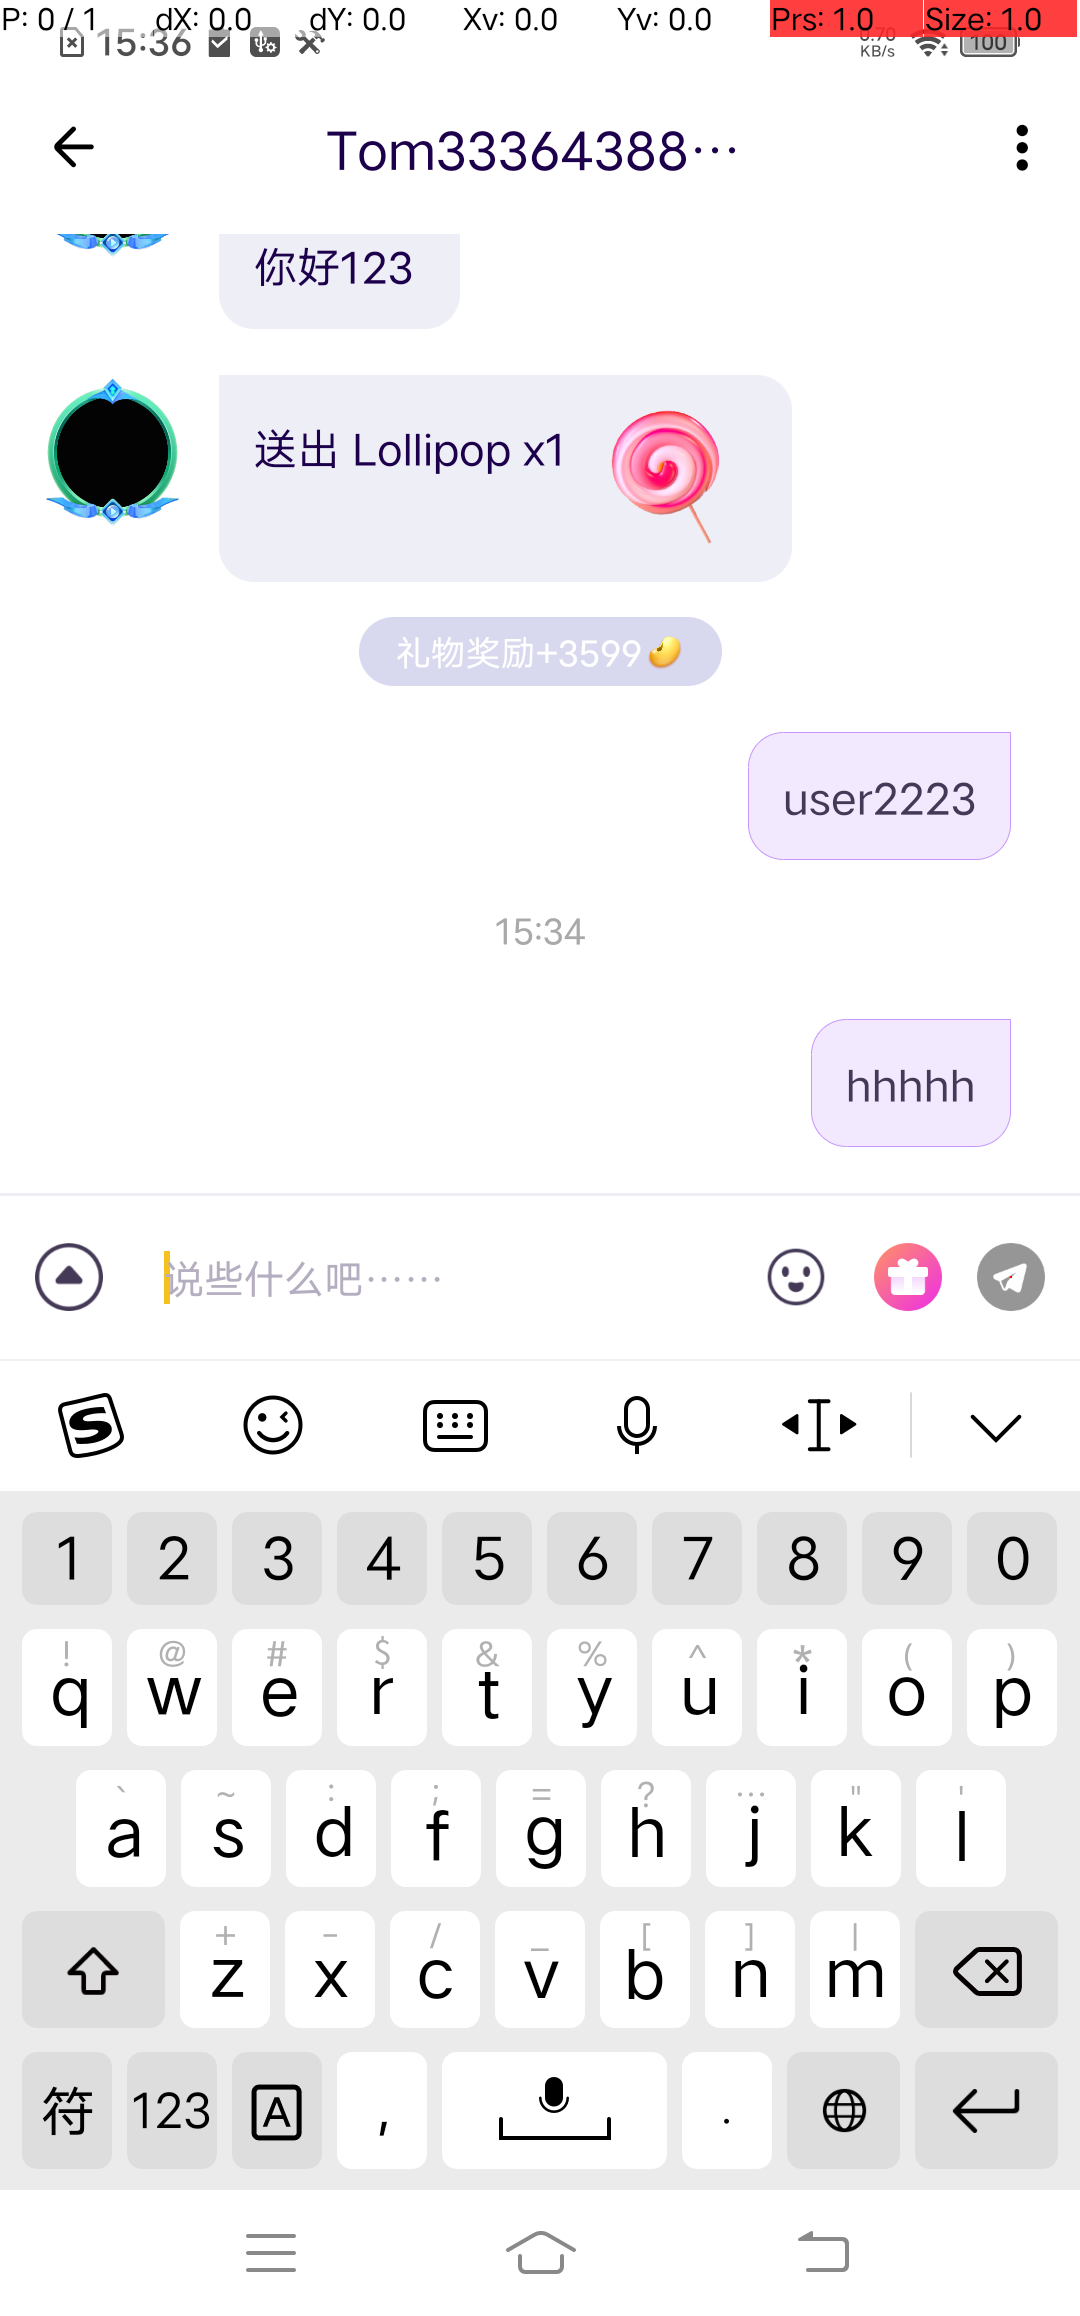 P: 0 / 1 dX: 0.0 dY: 0.0 Xv: 0.0 Yv: 0.0 Prs: 1.0 Size: 1.0
15:36 0.70 KB/s 100
Tom33364388···
你好123
送出 Lollipop x1
礼物奖励+3599
user2223
15:34
hhhhh
说些什么吧······
S
1 2 3 4 5 6 7 8 9 0
! @ # $ & % ^ * ( )
q w e r t y u i o p
` ~ : ; = ? ··· " '
a s d f g h j k l
+ - / _ [ ] |
z x c v b n m
符 123 A , .